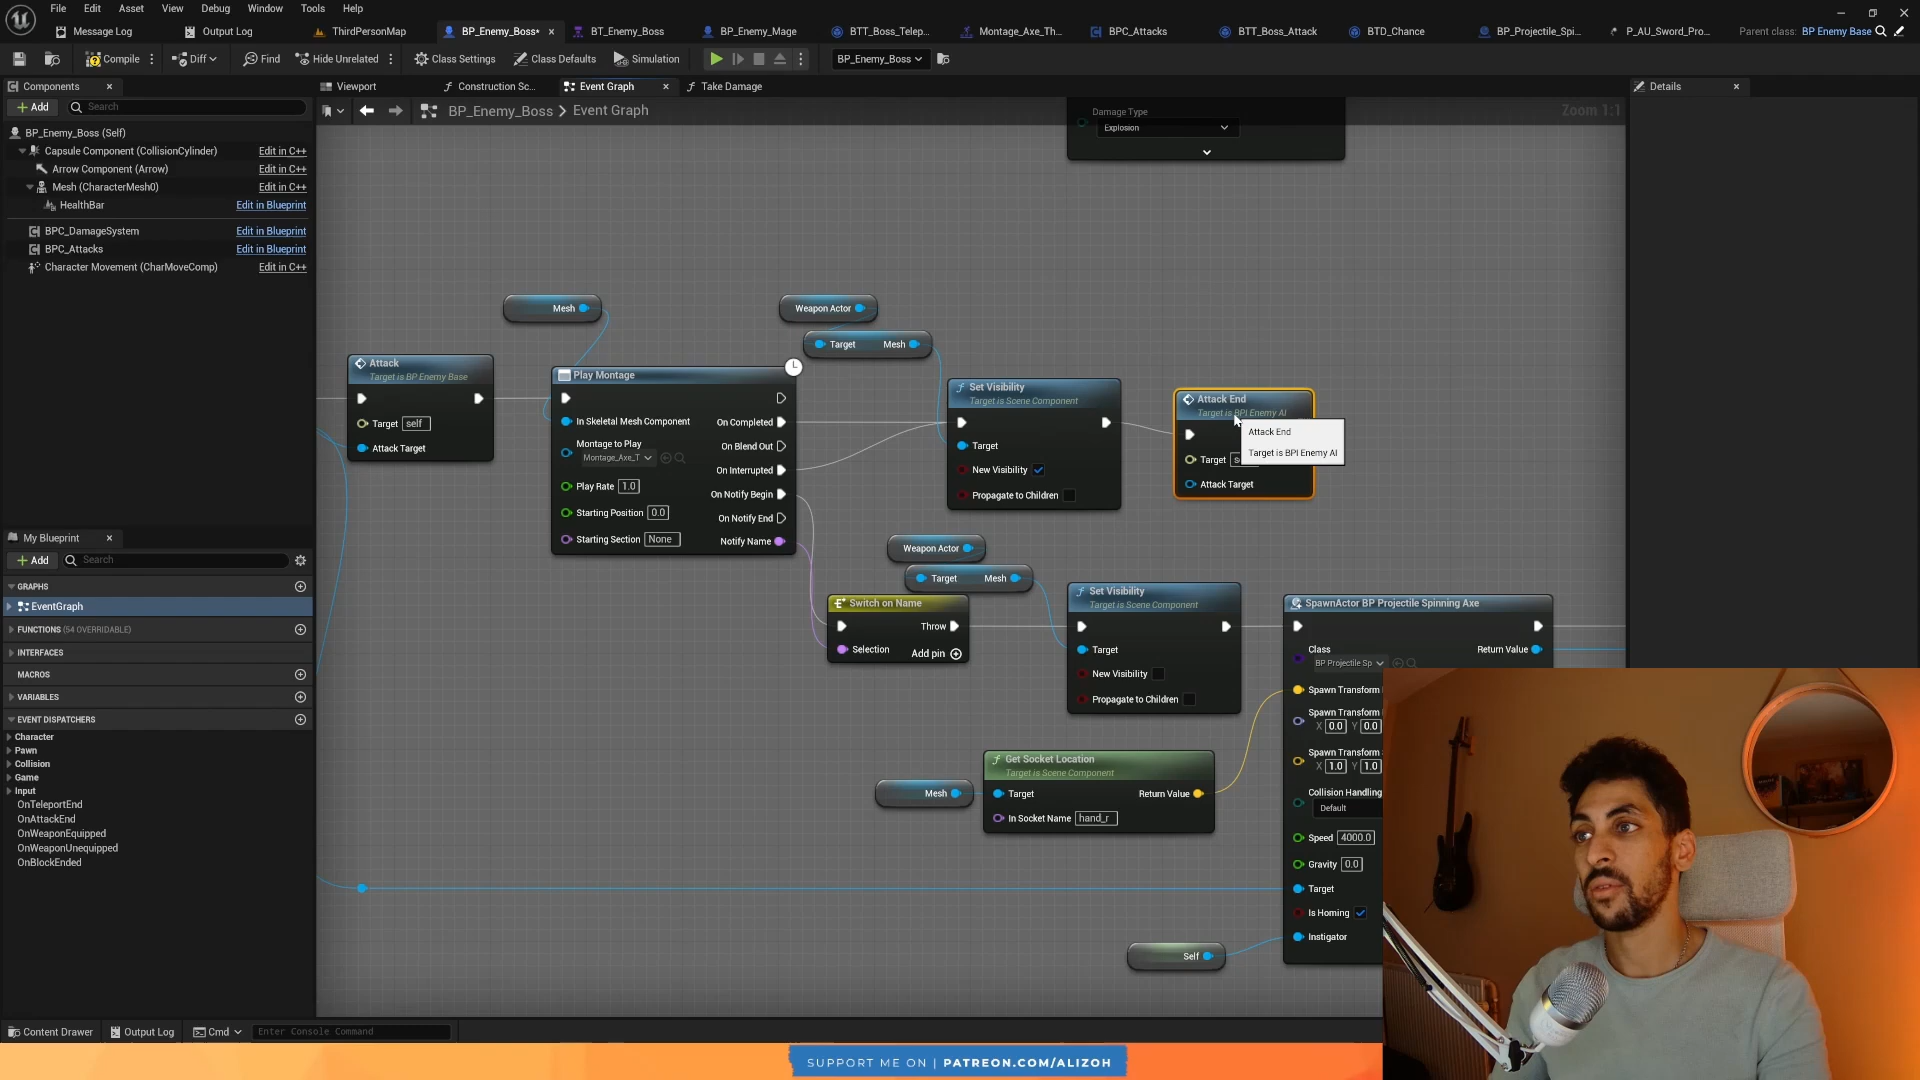 File Edit Asset View Debug Window Tools Help
Message Log Output Log ThirdPersonMap BP_Enemy_Boss* BT_Enemy_Boss BP_Enemy_Mage BTT_Boss_Telep... Montage_Axe_Th... BPC_Attacks BTT_Boss_Attack BTD_Chance BP_Projectile_Spi... P_AU_Sword_Pro... Parent class: BP Enemy Base
Compile Diff Find Hide Unrelated Class Settings Class Defaults Simulation BP_Enemy_Boss
Components Viewport Construction Sc... Event Graph Take Damage Details
Add Search BP_Enemy_Boss > Event Graph Zoom 1:1
BP_Enemy_Boss (Self)
Capsule Component (CollisionCylinder) Edit in C++
Arrow Component (Arrow) Edit in C++
Mesh (CharacterMesh0) Edit in C++
HealthBar Edit in Blueprint
BPC_DamageSystem Edit in Blueprint
BPC_Attacks Edit in Blueprint
Character Movement (CharMoveComp) Edit in C++
My Blueprint
Add Search
GRAPHS
EventGraph
FUNCTIONS (54 OVERRIDABLE)
INTERFACES
MACROS
VARIABLES
EVENT DISPATCHERS
Character
Pawn
Collision
Game
Input
OnTeleportEnd
OnAttackEnd
OnWeaponEquipped
OnWeaponUnequipped
OnBlockEnded
Damage Type
Explosion
Mesh
Weapon Actor
Target Mesh
Attack
Target is BP Enemy Base
Target self
Attack Target
Play Montage
In Skeletal Mesh Component On Completed
Montage to Play On Blend Out
Montage_Axe_T
On Interrupted
Play Rate 1.0 On Notify Begin
Starting Position 0.0 On Notify End
Starting Section None Notify Name
Set Visibility
Target is Scene Component
Target
New Visibility
Propagate to Children
Attack End
Target is BPI Enemy AI
Target
Attack Target
Attack End
Target is BPI Enemy AI
Weapon Actor
Target Mesh
Switch on Name
Throw
Selection Add pin
Set Visibility
Target is Scene Component
Target
New Visibility
Propagate to Children
SpawnActor BP Projectile Spinning Axe
Class Return Value
BP Projectile Sp
Spawn Transform
Spawn Transform
X 0.0 Y 0.0
Spawn Transform
X 1.0 Y 1.0
Collision Handling
Default
Speed 4000.0
Gravity 0.0
Target
Is Homing
Instigator
Get Socket Location
Target is Scene Component
Mesh Target Return Value
In Socket Name hand_r
Self
Content Drawer Output Log Cmd Enter Console Command
SUPPORT ME ON | PATREON.COM/ALIZOH